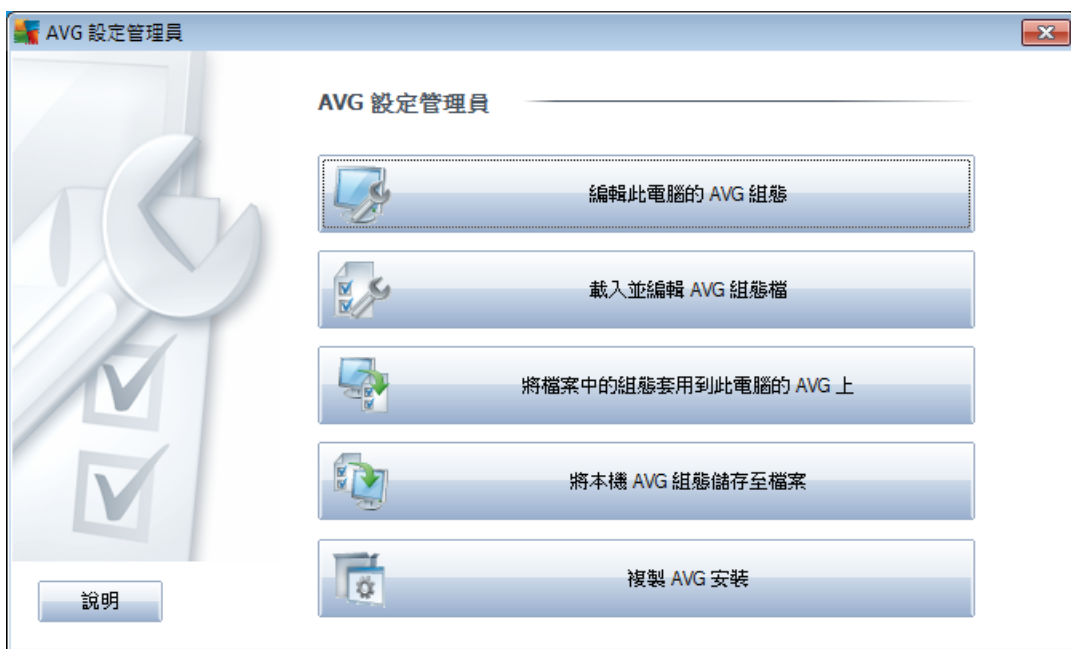 AVG 設定管理員
AVG 設定管理員
編輯此電腦的 AVG 組態
載入並編輯 AVG 組態檔
將檔案中的組態套用到此電腦的 AVG 上
將本機 AVG 組態儲存至檔案
複製 AVG 安裝
說明